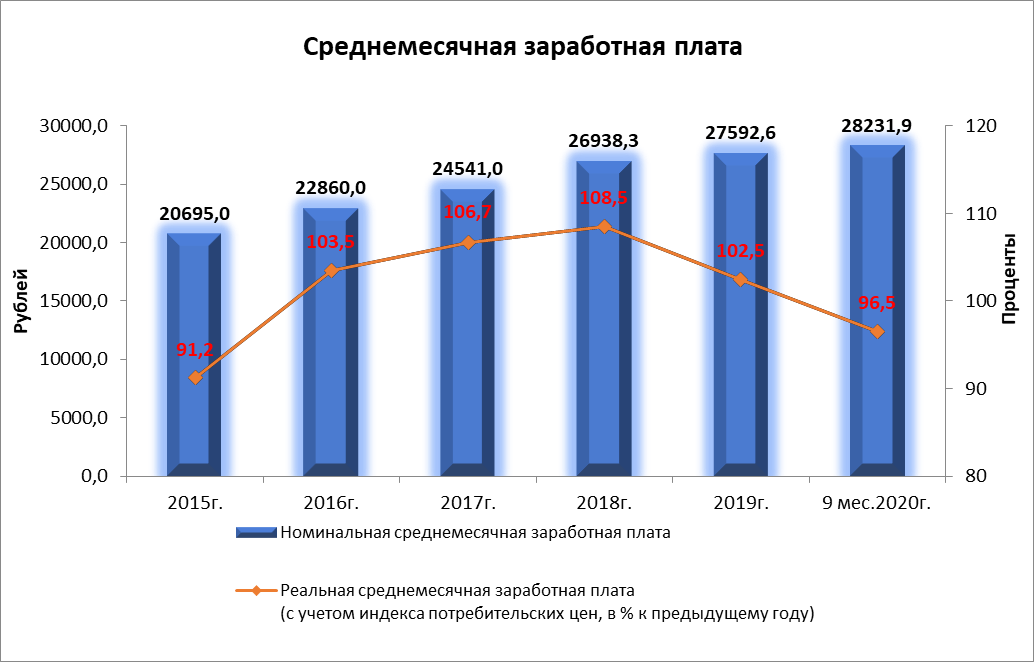 Среднемесячная заработная плата
Рублей
30000,0
25000,0
20000,0
15000,0
10000,0
5000,0
0,0
20695,0
22860,0
24541,0
26938,3
27592,6
28231,9
91,2
103,5
106,7
108,5
102,5
96,5
120
110
100
90
80
Проценты
2015г.
2016г.
2017г.
2018г.
2019г.
9 мес.2020г.
Номинальная среднемесячная заработная плата
Реальная среднемесячная заработная плата
(с учетом индекса потребительских цен, в % к предыдущему году)